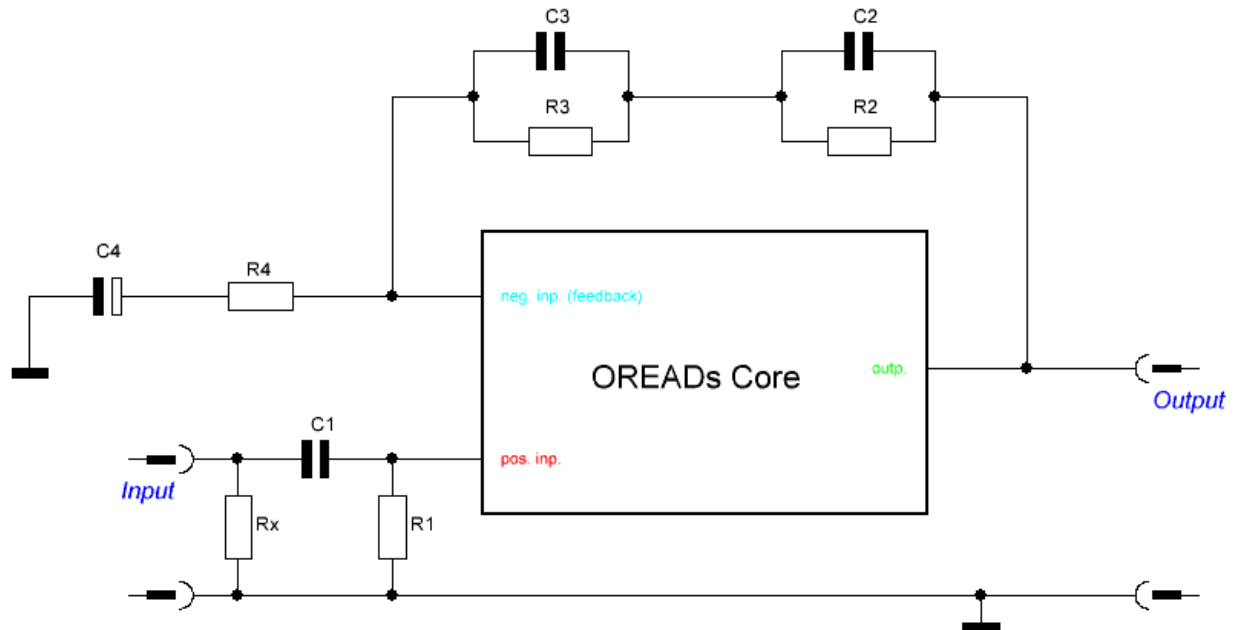 C3
C2
R3
R2
C4
R4
neg. inp. (feedback)
OREADs Core
outp.
Output
C1
pos. inp.
Input
Rx
R1